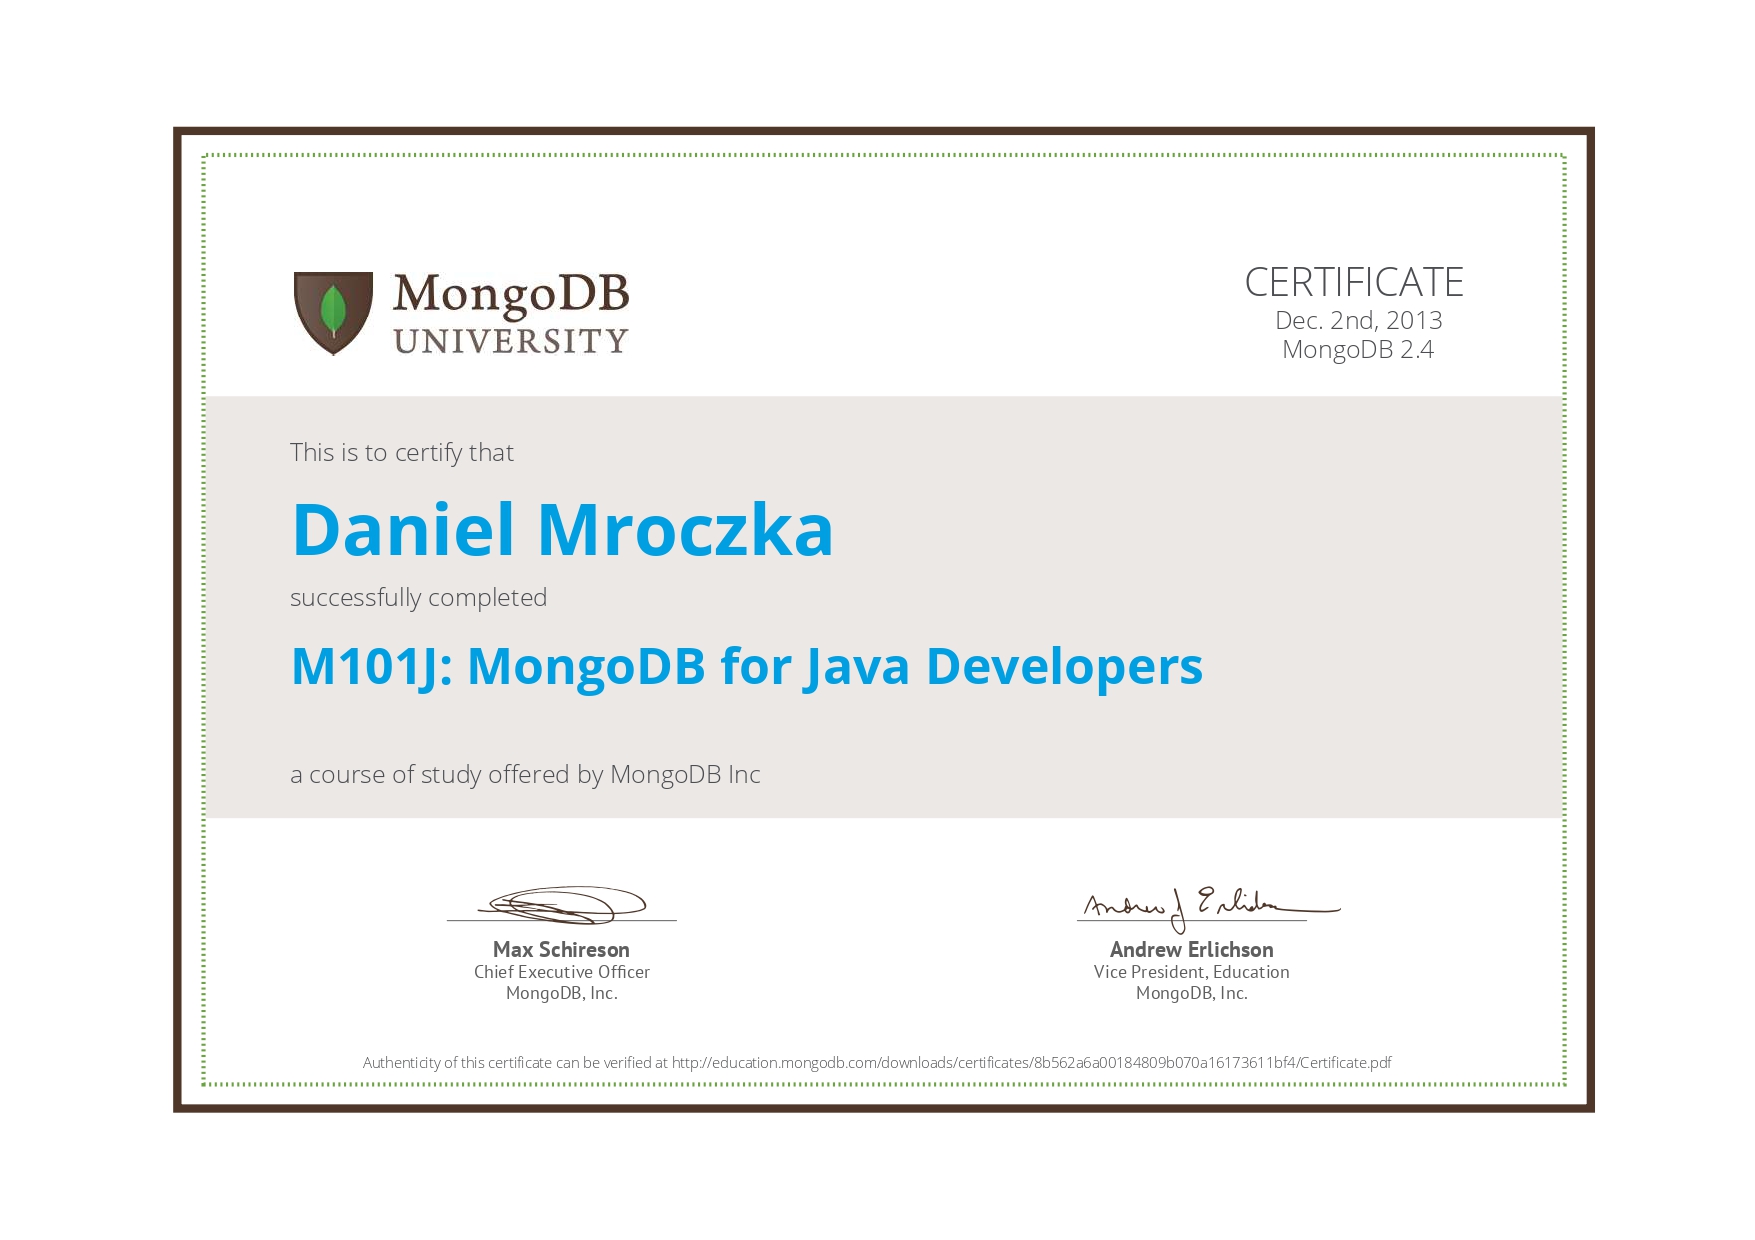 MongoDB
UNIVERSITY
CERTIFICATE
Dec. 2nd, 2013
MongoDB 2.4
This is to certify that
Daniel Mroczka
successfully completed
M101J: MongoDB for Java Developers
a course of study offered by MongoDB Inc
Andrew J Erlichson
Max Schireson
Chief Executive Officer
MongoDB, Inc.
Andrew Erlichson
Vice President, Education
MongoDB, Inc.
Authenticity of this certificate can be verified at http://education.mongodb.com/downloads/certificates/8b562a6a00184809b070a16173611bf4/Certificate.pdf